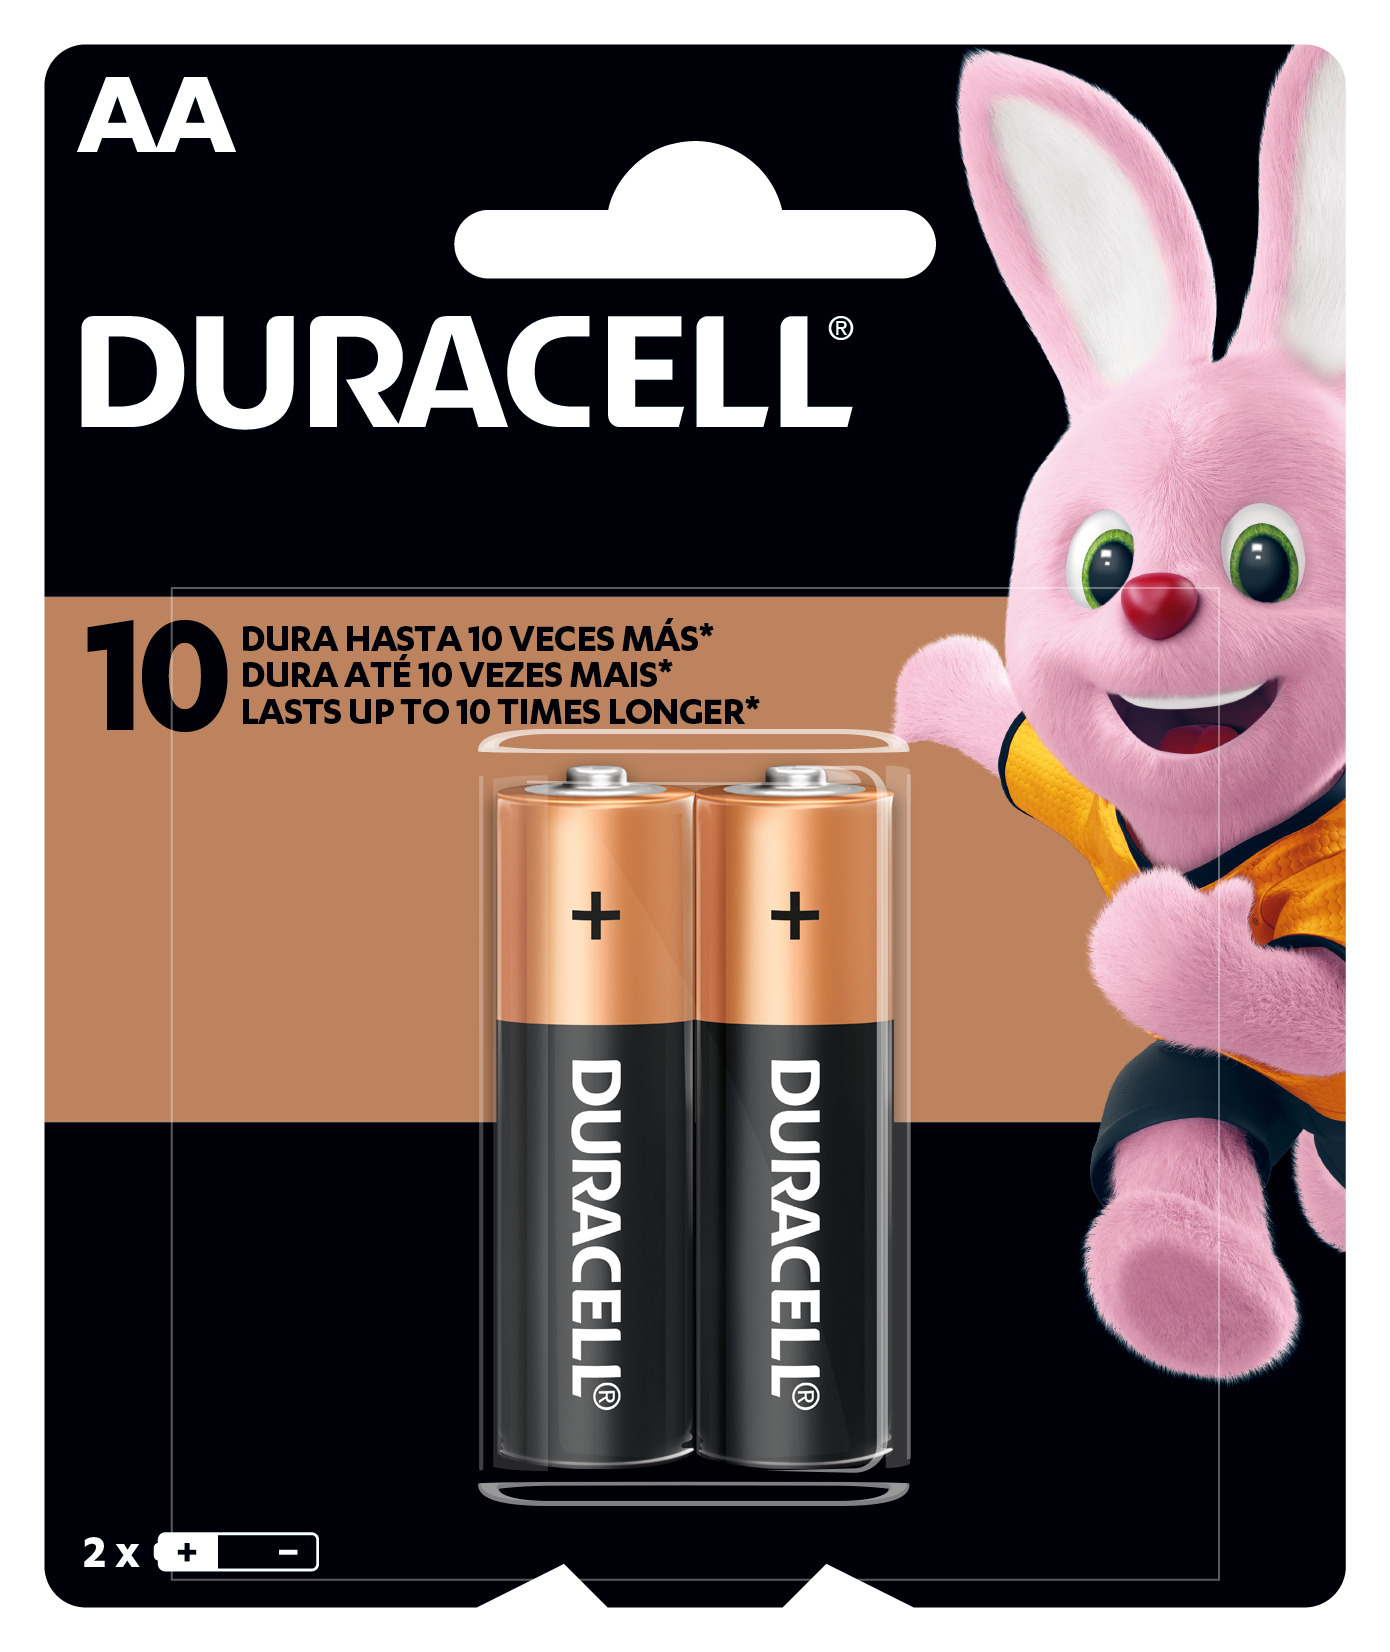 AA
DURACELL®
10
DURA HASTA 10 VECES MÁS*
DURA ATÉ 10 VEZES MAIS*
LASTS UP TO 10 TIMES LONGER*
+ +
DURACELL®
DURACELL®
2 x + −